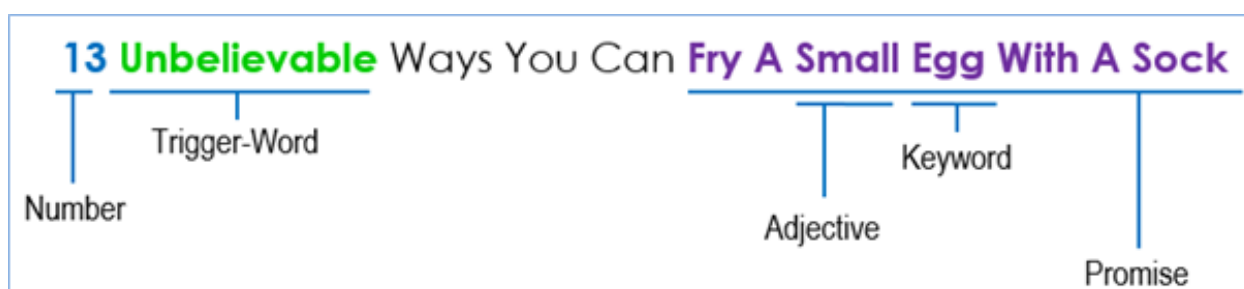 13 Unbelievable Ways You Can Fry A Small Egg With A Sock
Trigger-Word
Keyword
Number
Adjective
Promise